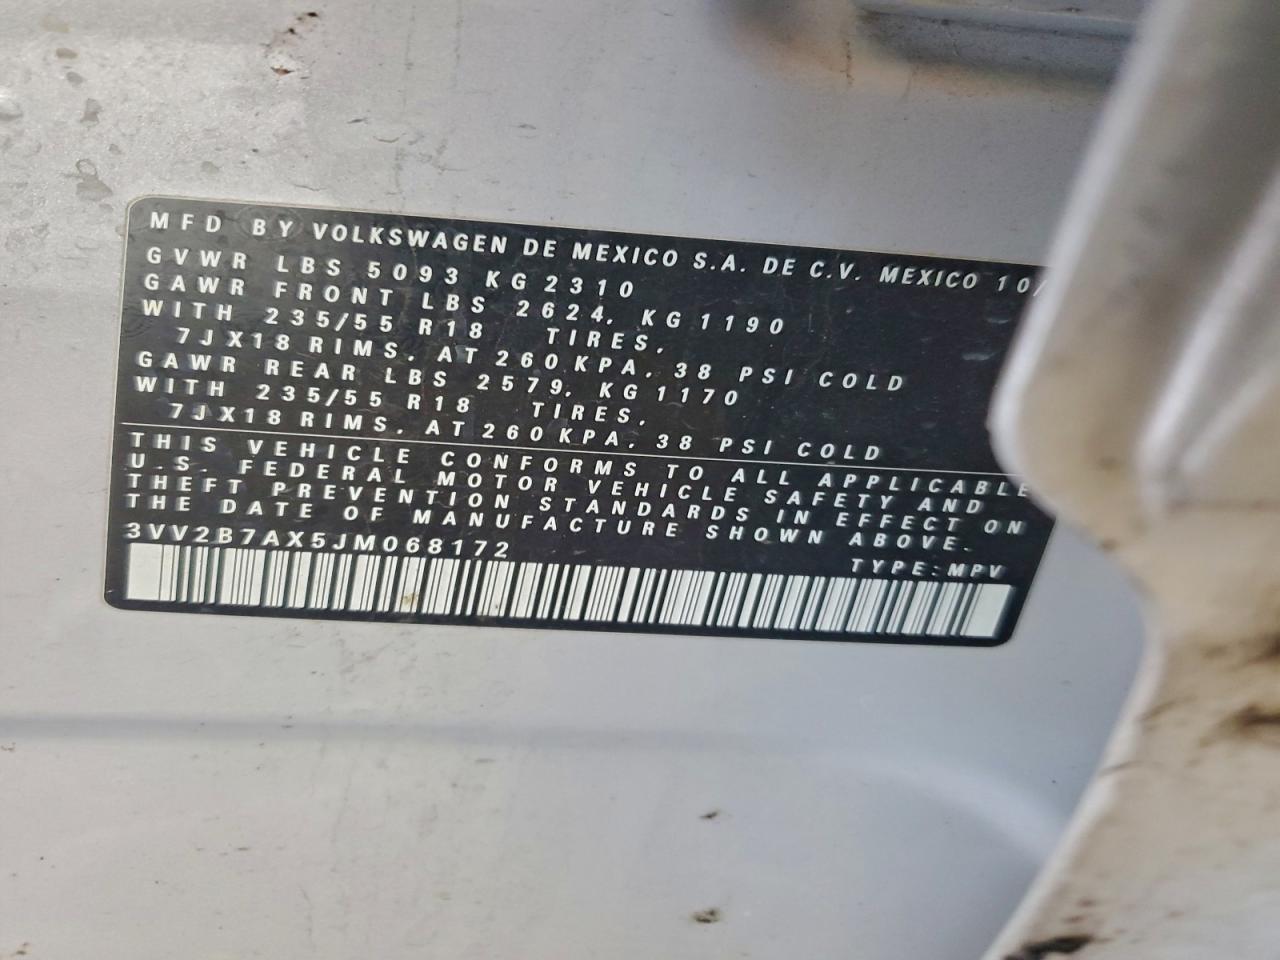 MFD BY VOLKSWAGEN DE MEXICO S.A. DE C.V. MEXICO 10/
GVWR LBS 5093 KG 2310
GAWR FRONT LBS 2624, KG 1190
WITH 235/55 R18 TIRES,
7JX18 RIMS, AT 260 KPA, 38 PSI COLD
GAWR REAR LBS 2579, KG 1170
WITH 235/55 R18 TIRES,
7JX18 RIMS, AT 260 KPA, 38 PSI COLD
THIS VEHICLE CONFORMS TO ALL APPLICABLE
U.S. FEDERAL MOTOR VEHICLE SAFETY AND
THEFT PREVENTION STANDARDS IN EFFECT ON
THE DATE OF MANUFACTURE SHOWN ABOVE.
3VV2B7AX5JM068172
TYPE:MPV